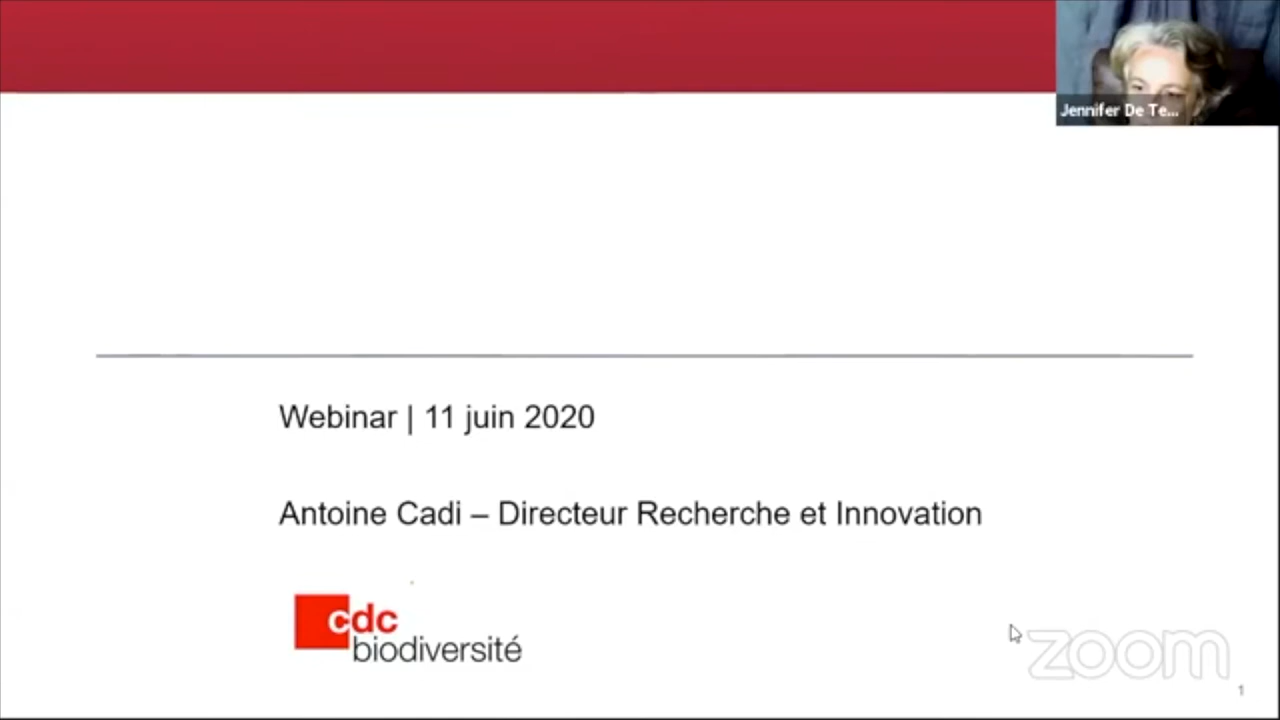 Jennifer De Te...
Webinar | 11 juin 2020
Antoine Cadi – Directeur Recherche et Innovation
cdc
biodiversité
zoom
1